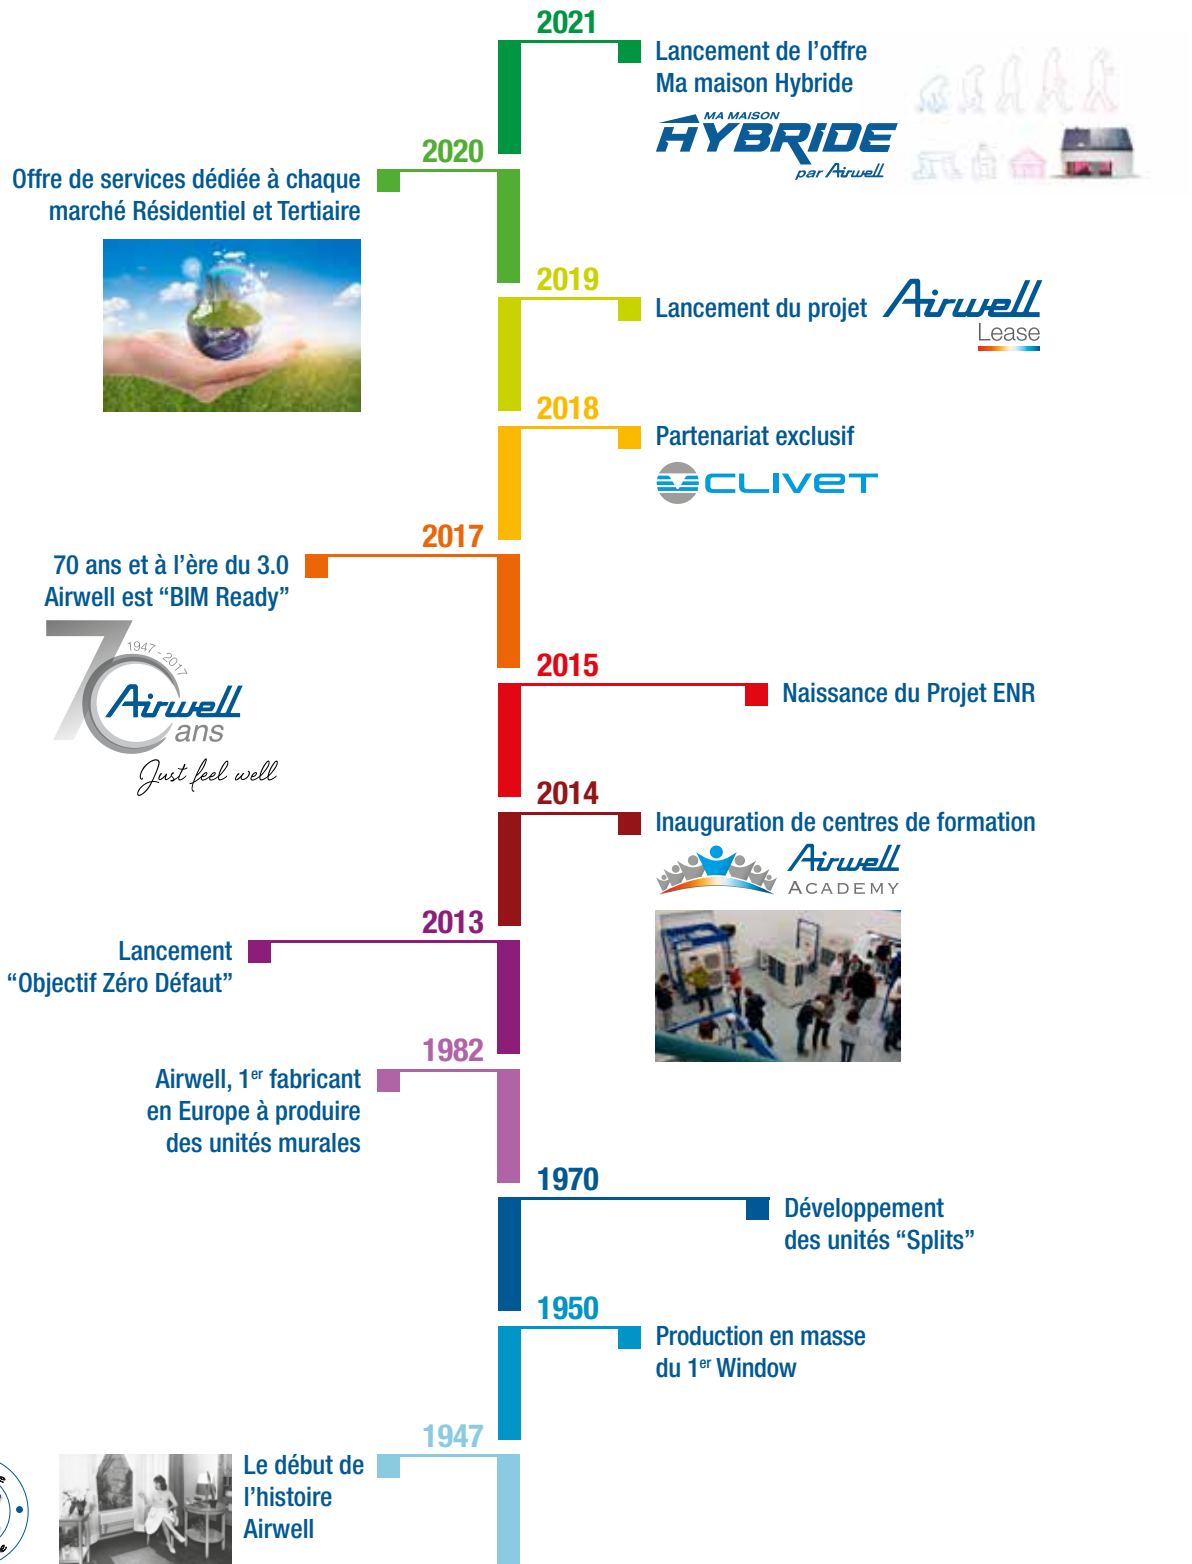 2021
Lancement de l’offre
Ma maison Hybride
MA MAISON
HYBRIDE
par Airwell
2020
Offre de services dédiée à chaque
marché Résidentiel et Tertiaire
2019
Lancement du projet
Airwell
Lease
2018
Partenariat exclusif
CLIVET
2017
70 ans et à l’ère du 3.0
Airwell est “BIM Ready”
70
1947 - 2017
Airwell
ans
Just feel well
2015
Naissance du Projet ENR
2014
Inauguration de centres de formation
Airwell
ACADEMY
2013
Lancement
“Objectif Zéro Défaut”
1982
Airwell, 1er fabricant
en Europe à produire
des unités murales
1970
Développement
des unités “Splits”
1950
Production en masse
du 1er Window
1947
Le début de
l’histoire
Airwell